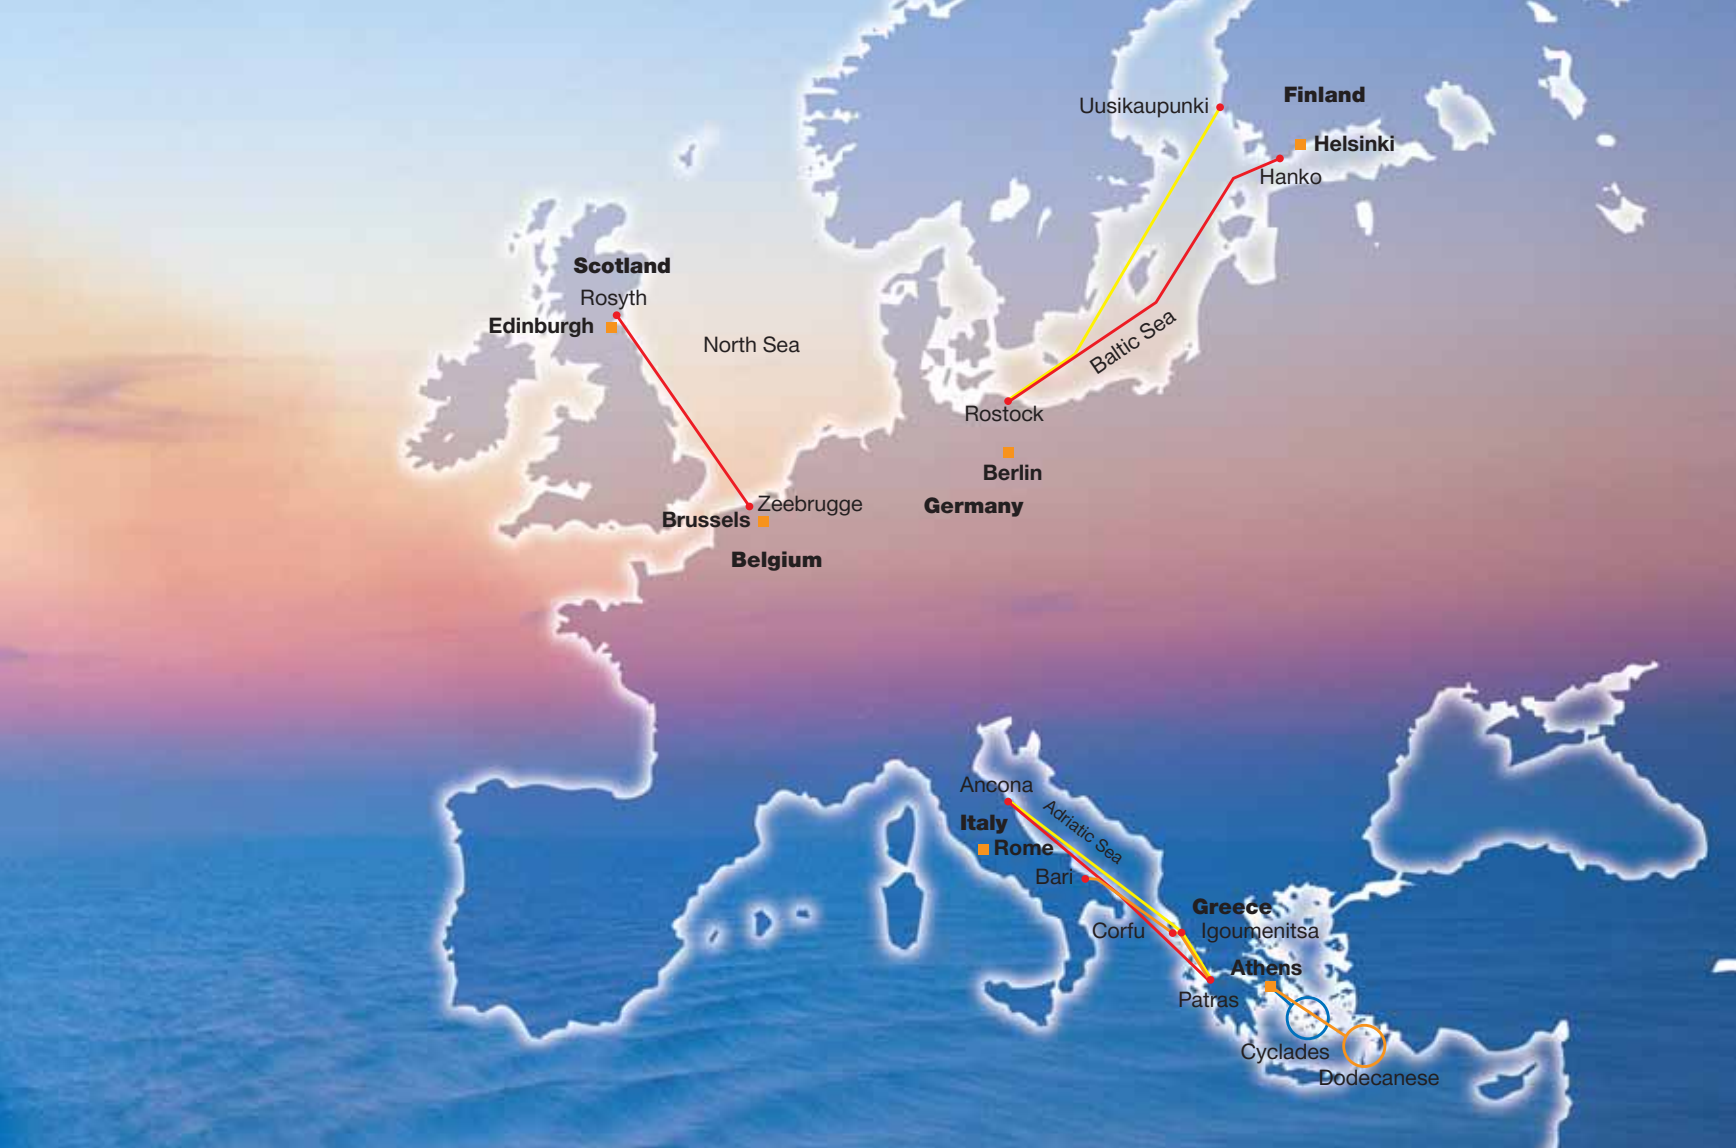 Finland
Uusikaupunki
Helsinki
Hanko
Scotland
Rosyth
Edinburgh
North Sea
Baltic Sea
Rostock
Berlin
Germany
Zeebrugge
Brussels
Belgium
Ancona
Adriatic Sea
Italy
Rome
Bari
Greece
Corfu
Igoumenitsa
Athens
Patras
Cyclades
Dodecanese